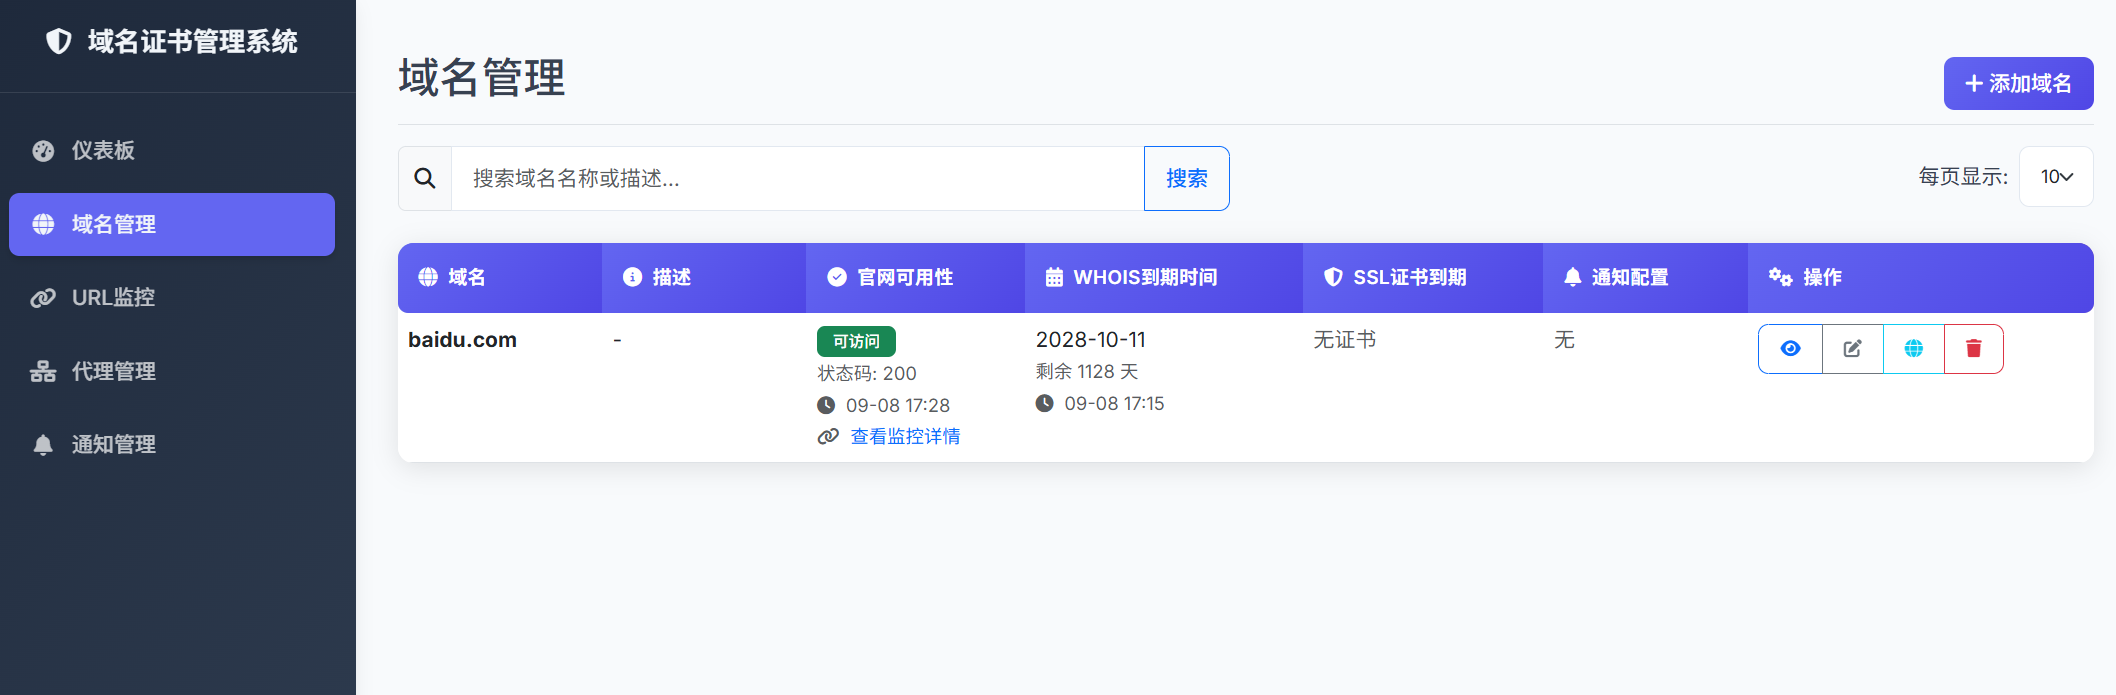 域名证书管理系统
仪表板
域名管理
URL监控
代理管理
通知管理
域名管理
添加域名
搜索域名名称或描述...
搜索
每页显示: 10
域名 描述 官网可用性 WHOIS到期时间 SSL证书到期 通知配置 操作
baidu.com - 可访问 2028-10-11 无证书 无
状态码: 200 剩余 1128 天
09-08 17:28 09-08 17:15
查看监控详情